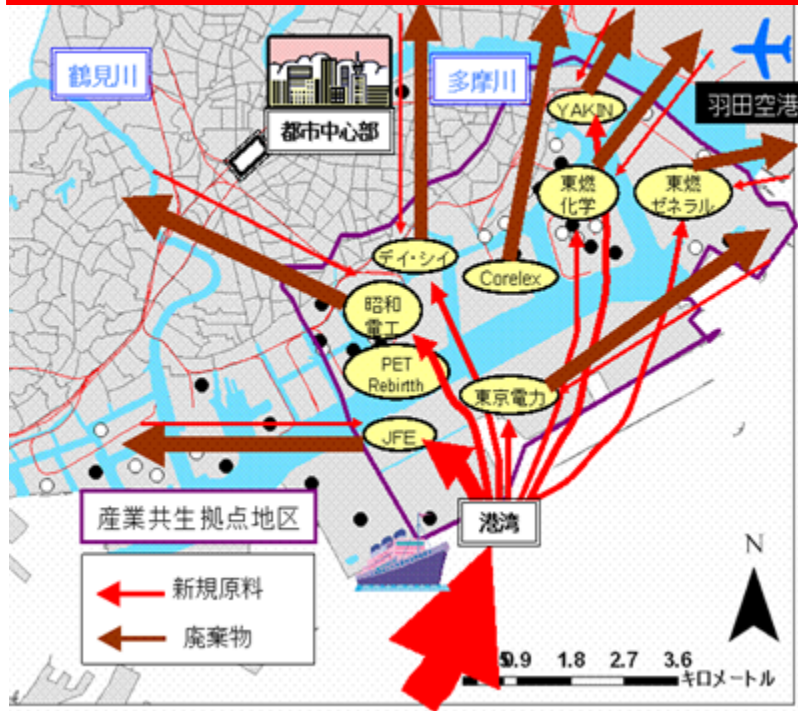 鶴見川
多摩川
YAKIN
羽田空港
都市中心部
東燃
化学
東燃
ゼネラル
デイ・シイ
Corelex
昭和
電工
PET
Rebirtth
東京電力
JFE
産業共生拠点地区
港湾
新規原料
廃棄物
N
0.9 1.8 2.7 3.6
キロメートル